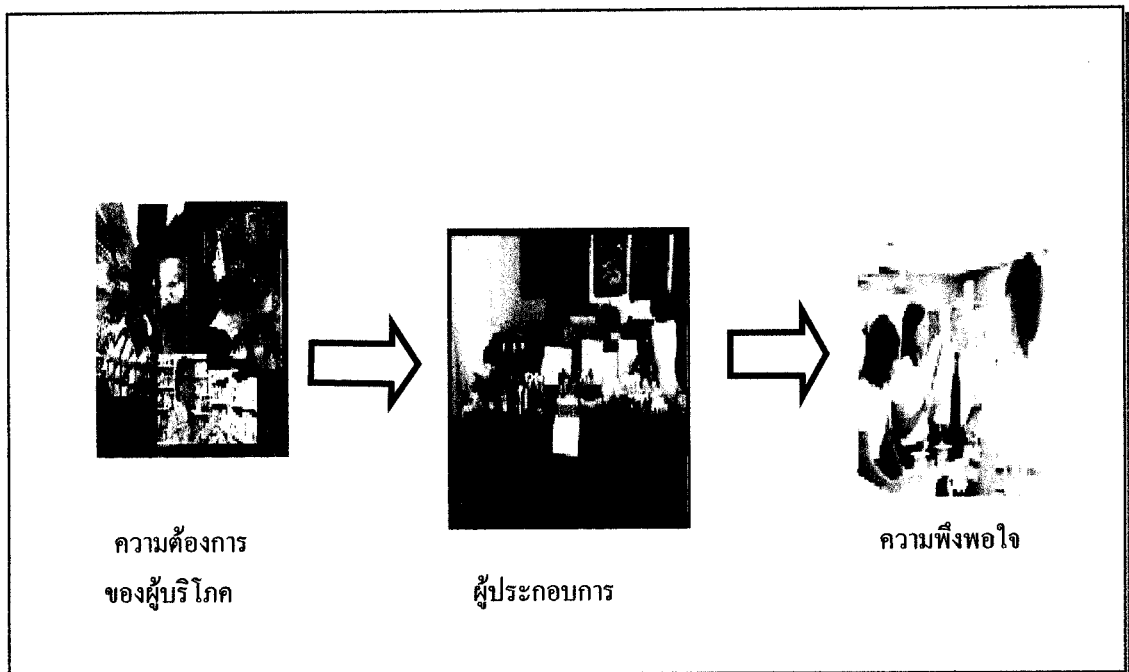 ความต้องการ
ของผู้บริโภค
ผู้ประกอบการ
ความพึงพอใจ